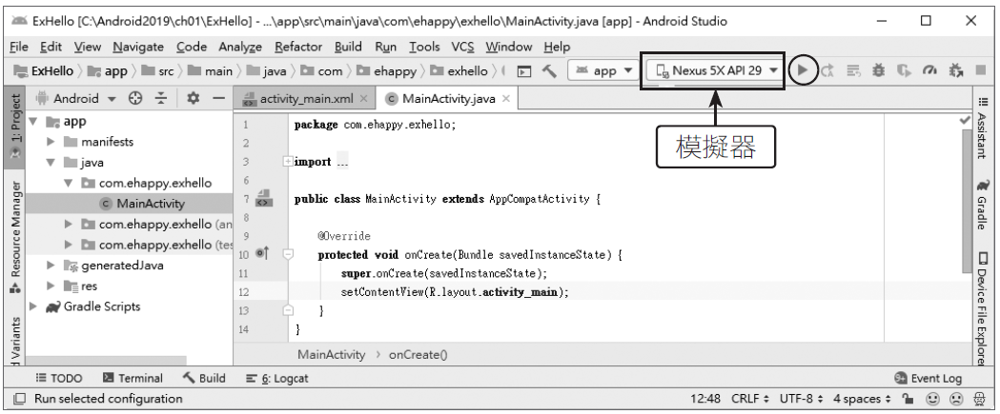 ExHello [C:\Android2019\ch01\ExHello] - ...\app\src\main\java\com\ehappy\exhello\MainActivity.java [app] - Android Studio
File Edit View Navigate Code Analyze Refactor Build Run Tools VCS Window Help
ExHello app src main java com ehappy exhello app Nexus 5X API 29
模擬器
1: Project
Resource Manager
Variants
Android
app
manifests
java
com.ehappy.exhello
MainActivity
com.ehappy.exhello (an
com.ehappy.exhello (tes
generatedJava
res
Gradle Scripts
activity_main.xml MainActivity.java
1 package com.ehappy.exhello;
2
3 import ...
6
7 public class MainActivity extends AppCompatActivity {
8
9 @Override
10 protected void onCreate(Bundle savedInstanceState) {
11 super.onCreate(savedInstanceState);
12 setContentView(R.layout.activity_main);
13 }
14 }
MainActivity › onCreate()
Assistant
Gradle
Device File Explorer
TODO Terminal Build 6: Logcat Event Log
Run selected configuration 12:48 CRLF UTF-8 4 spaces